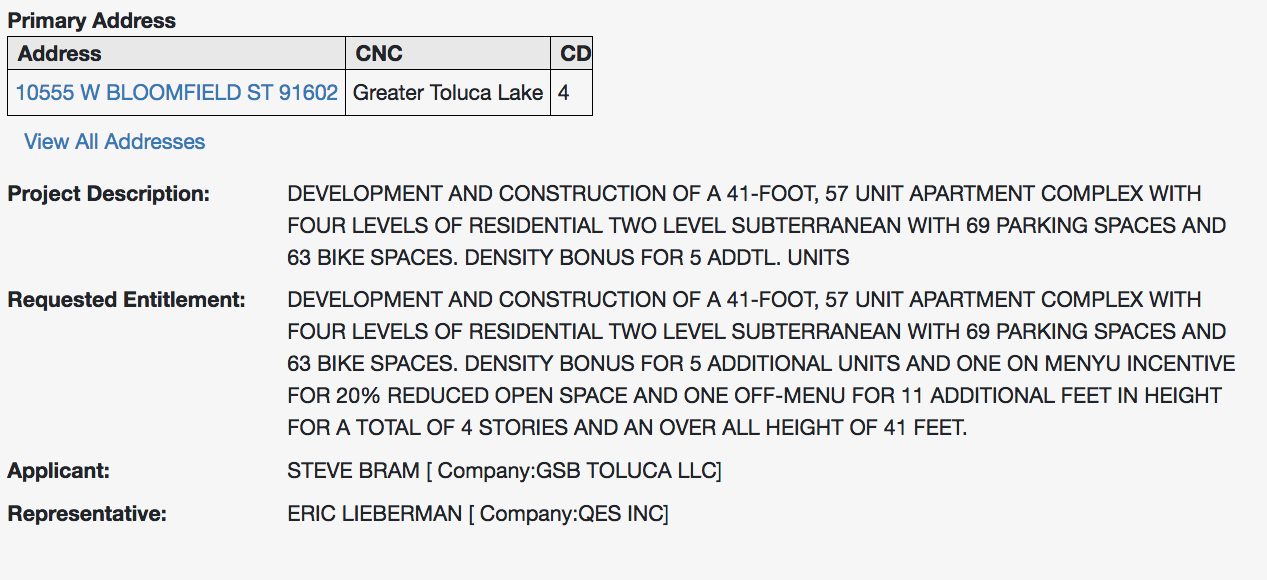 Primary Address
Address CNC CD
10555 W BLOOMFIELD ST 91602 Greater Toluca Lake 4
View All Addresses
Project Description: DEVELOPMENT AND CONSTRUCTION OF A 41-FOOT, 57 UNIT APARTMENT COMPLEX WITH
FOUR LEVELS OF RESIDENTIAL TWO LEVEL SUBTERRANEAN WITH 69 PARKING SPACES AND
63 BIKE SPACES. DENSITY BONUS FOR 5 ADDTL. UNITS
Requested Entitlement: DEVELOPMENT AND CONSTRUCTION OF A 41-FOOT, 57 UNIT APARTMENT COMPLEX WITH
FOUR LEVELS OF RESIDENTIAL TWO LEVEL SUBTERRANEAN WITH 69 PARKING SPACES AND
63 BIKE SPACES. DENSITY BONUS FOR 5 ADDITIONAL UNITS AND ONE ON MENYU INCENTIVE
FOR 20% REDUCED OPEN SPACE AND ONE OFF-MENU FOR 11 ADDITIONAL FEET IN HEIGHT
FOR A TOTAL OF 4 STORIES AND AN OVER ALL HEIGHT OF 41 FEET.
Applicant: STEVE BRAM [ Company:GSB TOLUCA LLC]
Representative: ERIC LIEBERMAN [ Company:QES INC]